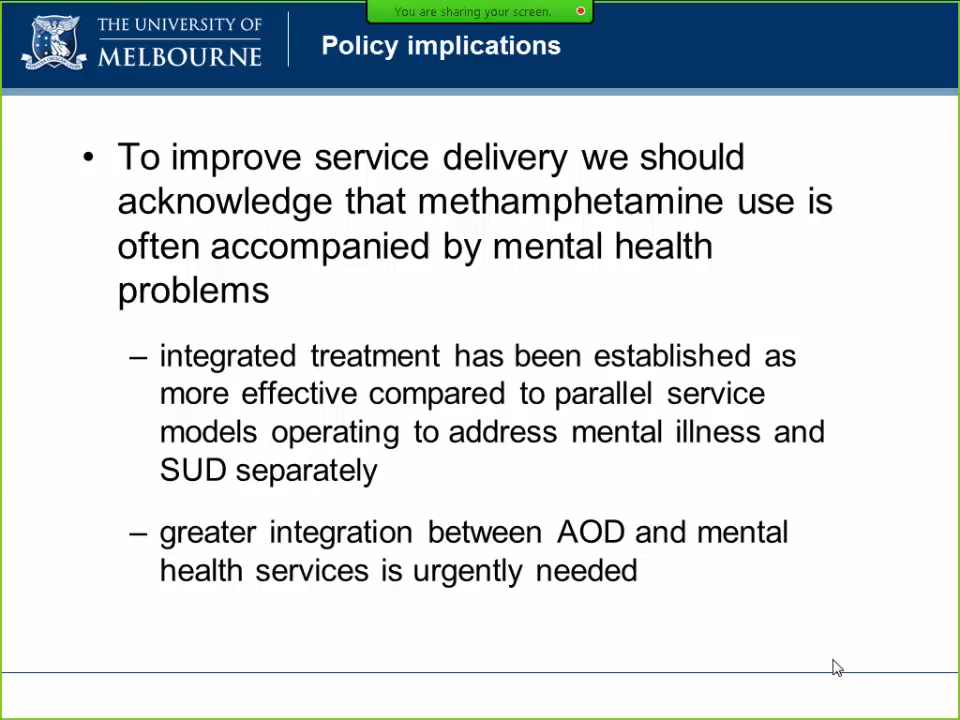 You are sharing your screen.
THE UNIVERSITY OF
MELBOURNE
Policy implications
• To improve service delivery we should
acknowledge that methamphetamine use is
often accompanied by mental health
problems
– integrated treatment has been established as
more effective compared to parallel service
models operating to address mental illness and
SUD separately
– greater integration between AOD and mental
health services is urgently needed